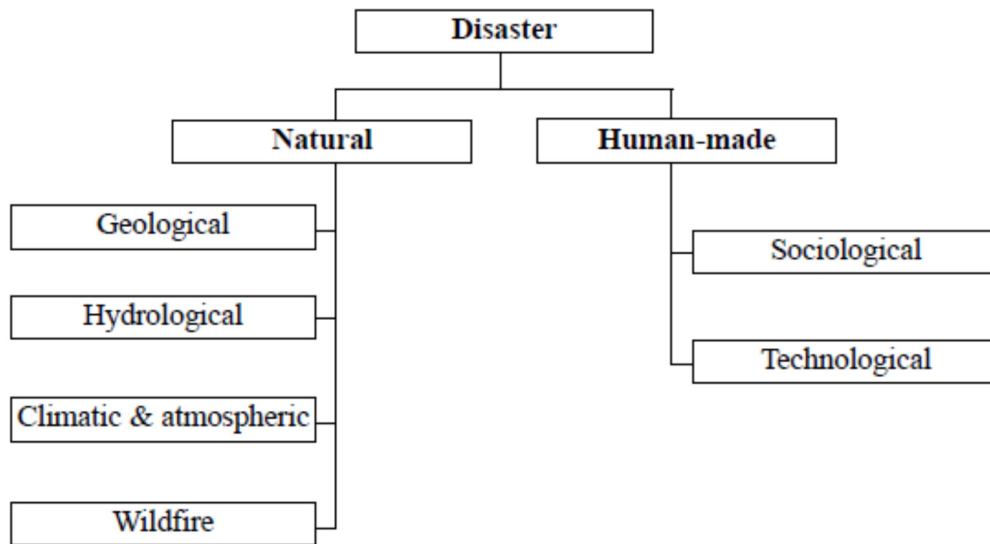 Disaster
Natural
Human-made
Geological
Sociological
Hydrological
Technological
Climatic & atmospheric
Wildfire